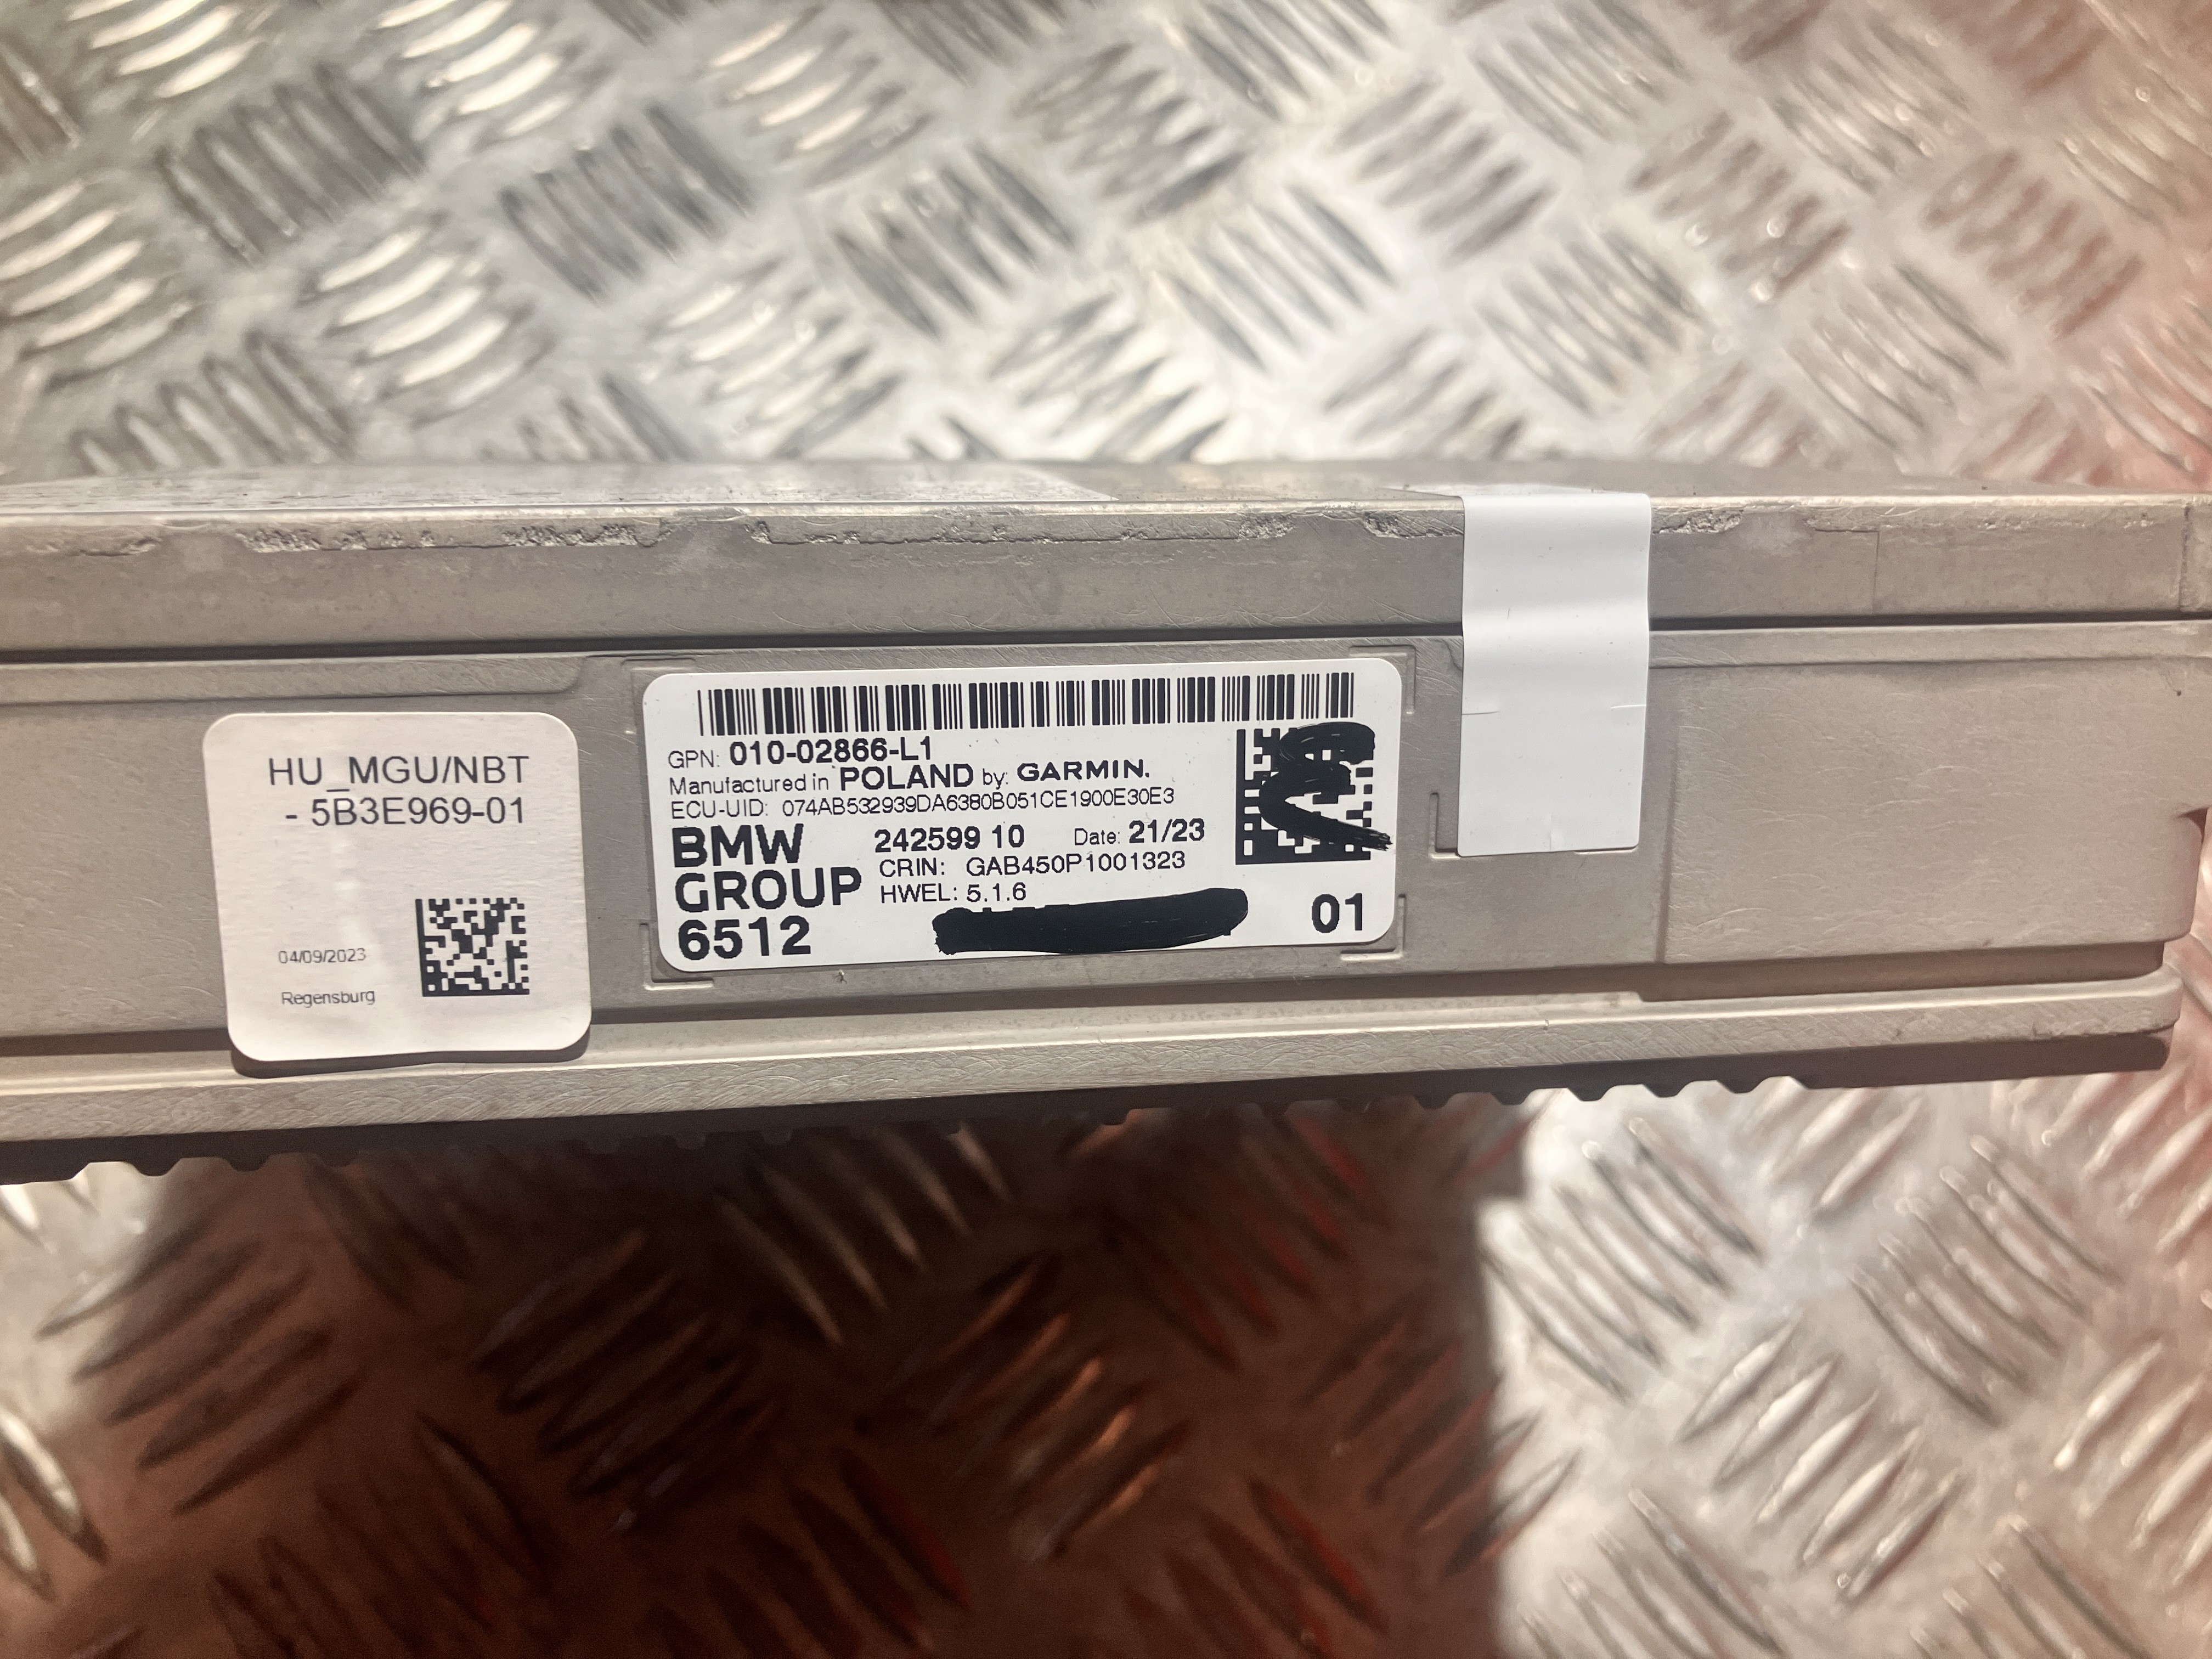 HU_MGU/NBT
- 5B3E969-01
04/09/2023
Regensburg
GPN: 010-02866-L1
Manufactured in POLAND by: GARMIN.
ECU-UID: 074AB532939DA6380B051CE1900E30E3
BMW
GROUP
6512
242599 10 Date: 21/23
CRIN: GAB450P1001323
HWEL: 5.1.6
01